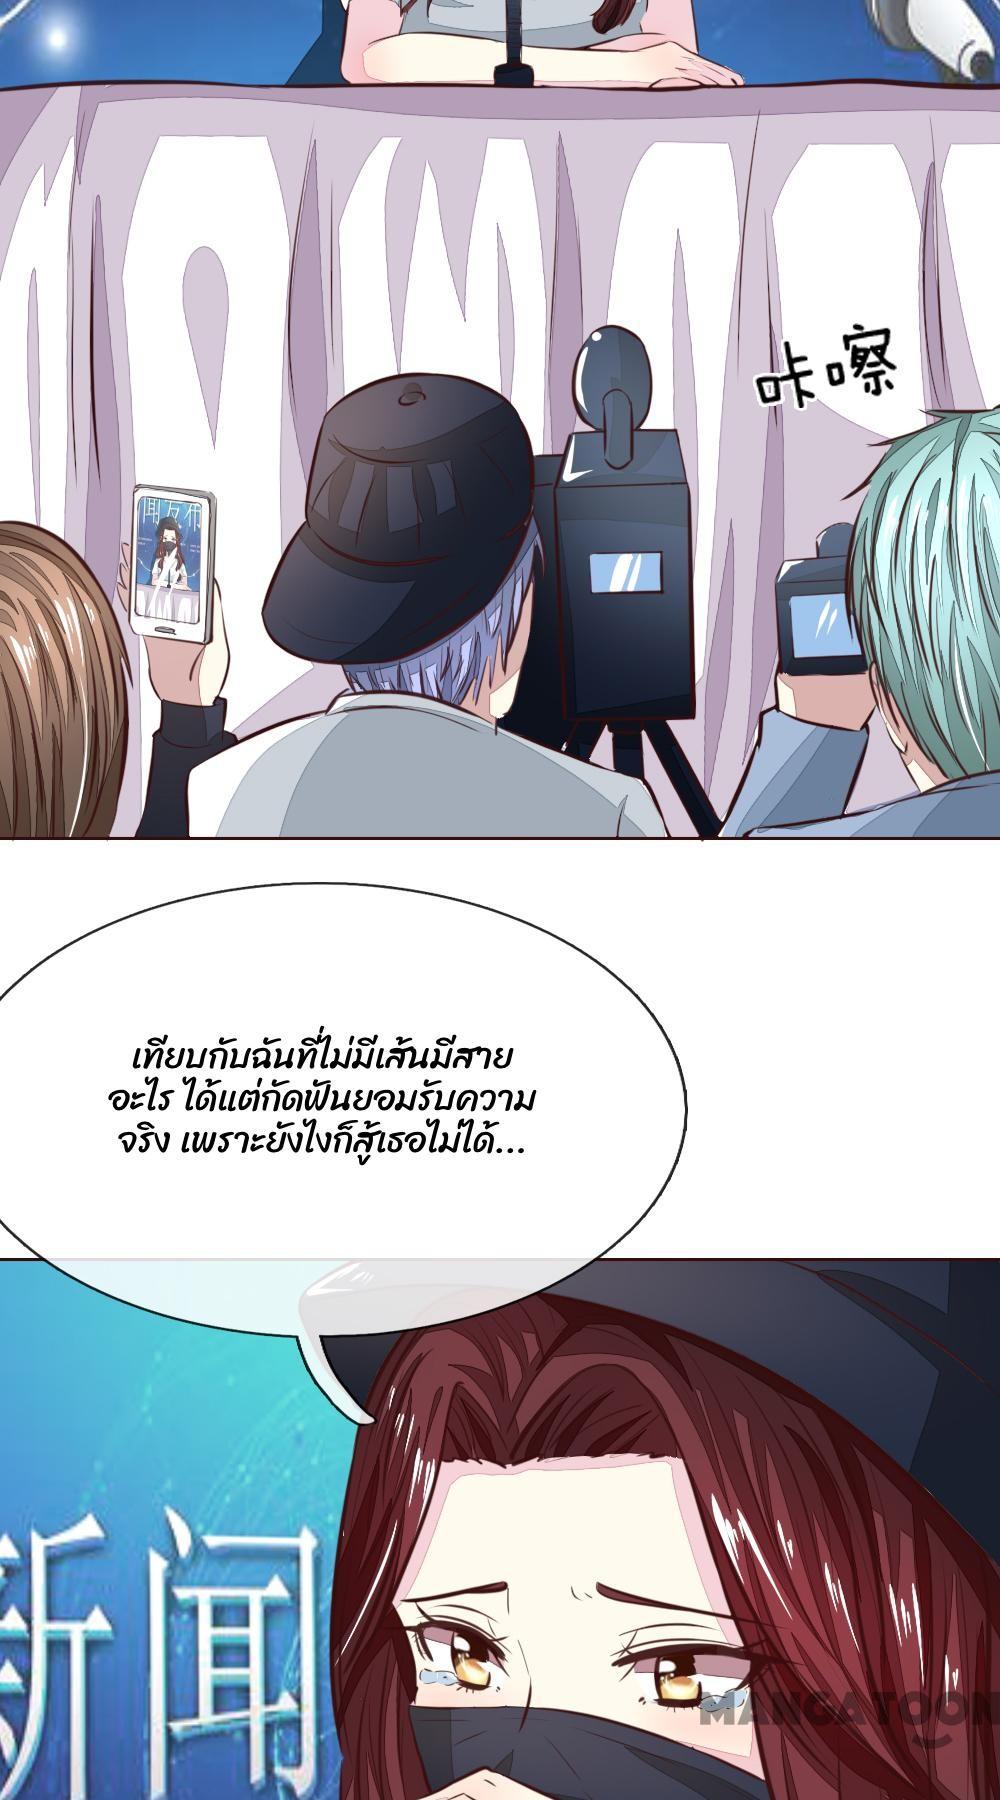 咔嚓
闻发布
เทียบกับฉันที่ไม่มีเส้นมีสาย
อะไร ได้แต่กัดฟันยอมรับความ
จริง เพราะยังไงก็สู้เธอไม่ได้...
新闻
MANGATOON